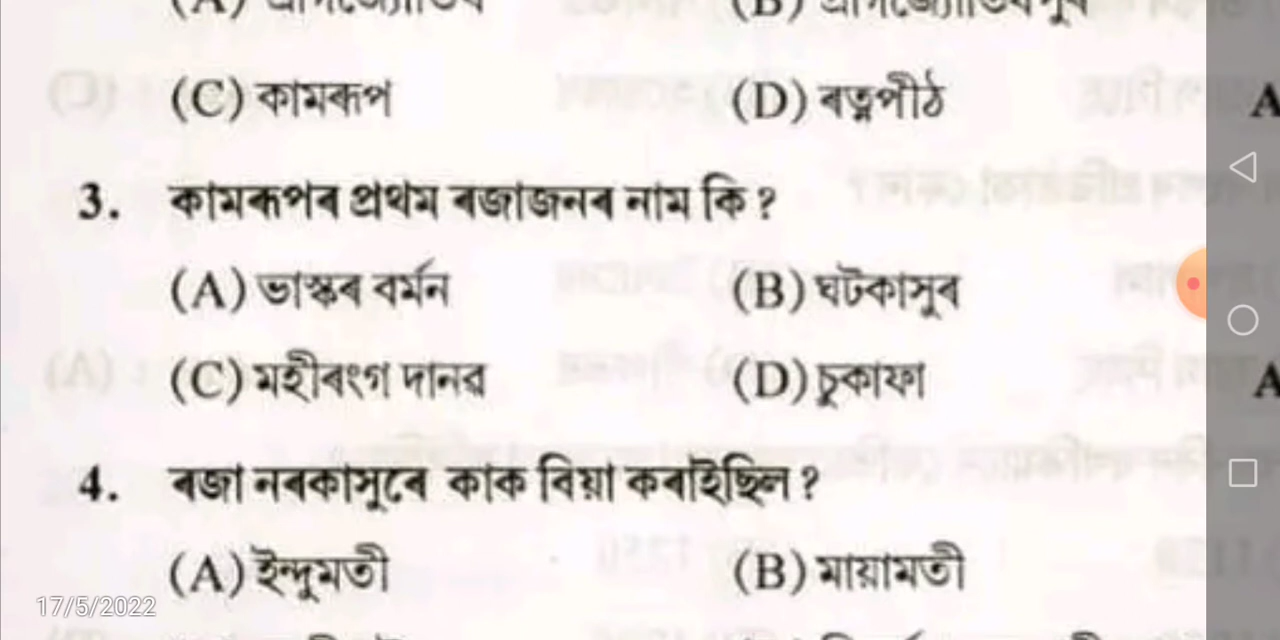 (C) কামৰূপ (D) ৰত্নপীঠ A
3. কামৰূপৰ প্ৰথম ৰজাজনৰ নাম কি ?
(A) ভাস্কৰ বৰ্মন (B) ঘটকাসুৰ
(C) মহীৰংগ দানৱ (D) চুকাফা A
4. ৰজা নৰকাসুৰে কাক বিয়া কৰাইছিল ?
(A) ইন্দুমতী (B) মায়ামতী
17/5/2022